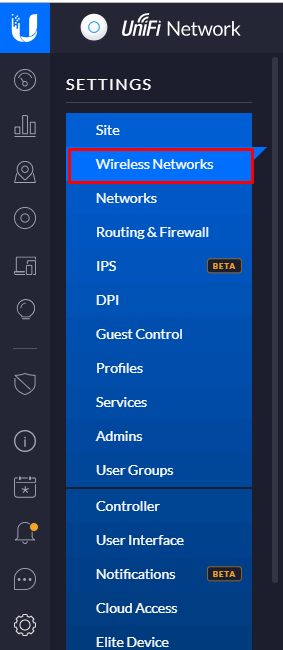 UniFi Network
SETTINGS
Site
Wireless Networks
Networks
Routing & Firewall
IPS BETA
DPI
Guest Control
Profiles
Services
Admins
User Groups
Controller
User Interface
Notifications BETA
Cloud Access
Elite Device